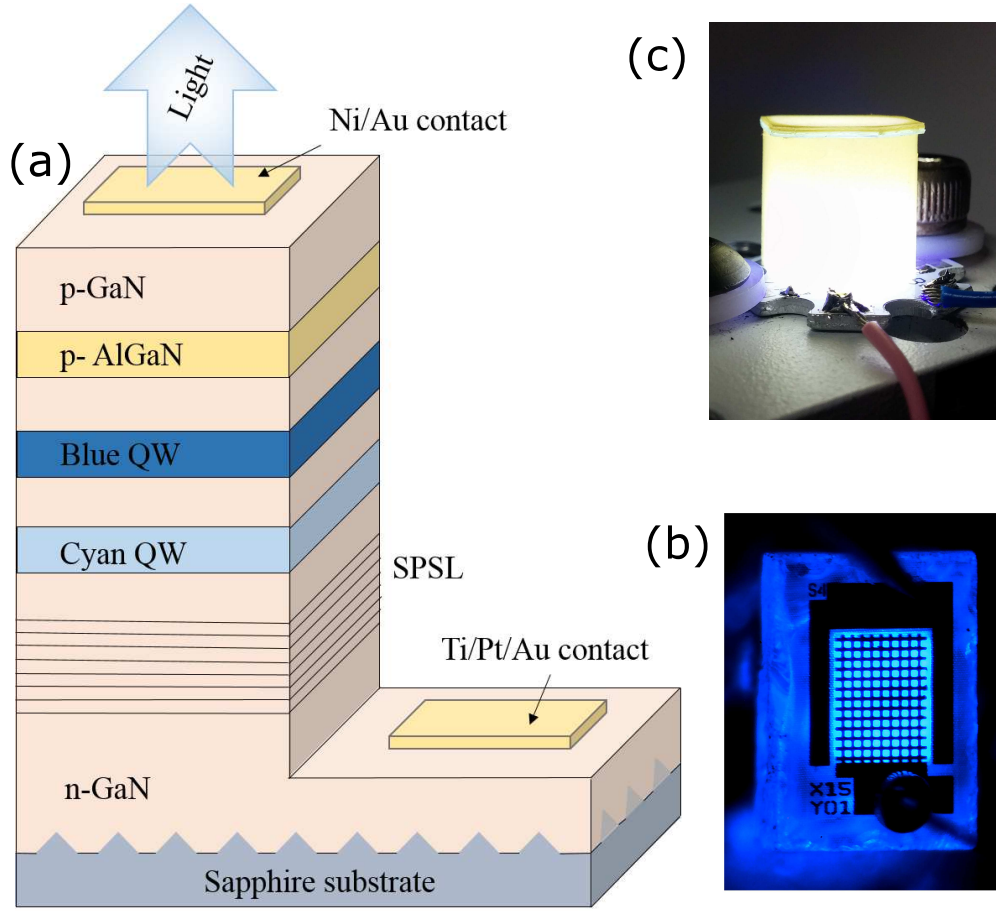 (a)
Light
Ni/Au contact
p-GaN
p- AlGaN
Blue QW
Cyan QW
SPSL
Ti/Pt/Au contact
n-GaN
Sapphire substrate
(c)
(b)
S4
X15
Y01